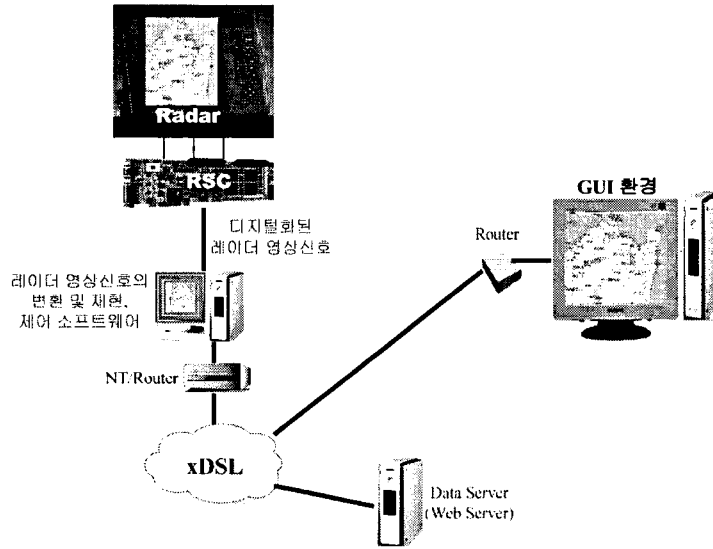 Radar
RSC
디지털화된
레이더 영상신호
GUI 환경
Router
레이더 영상신호의
변환 및 재현,
제어 소프트웨어
NT/Router
xDSL
Data Server
(Web Server)